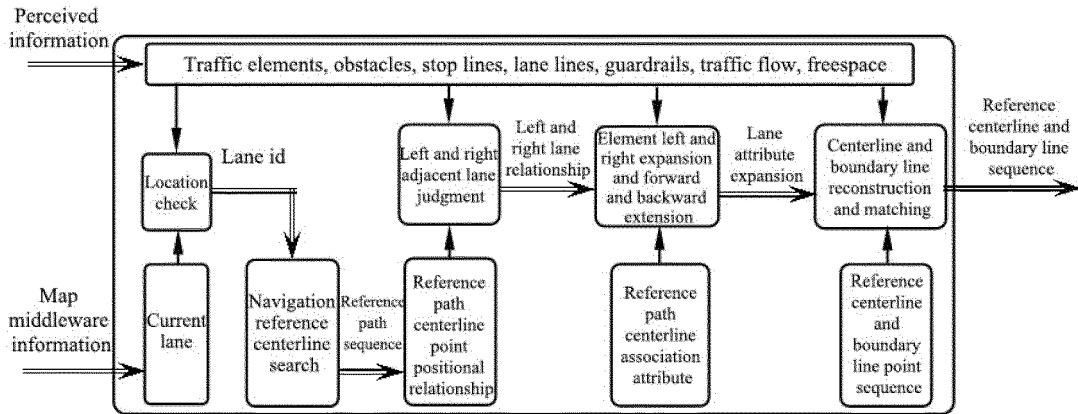 Perceived
information
Traffic elements, obstacles, stop lines, lane lines, guardrails, traffic flow, freespace
Location
check
Lane id
Left and right
adjacent lane
judgment
Left and
right lane
relationship
Element left and
right expansion
and forward
and backward
extension
Lane
attribute
expansion
Centerline and
boundary line
reconstruction
and matching
Reference
centerline and
boundary line
sequence
Map
middleware
information
Current
lane
Navigation
reference
centerline
search
Reference
path
sequence
Reference
path
centerline
point
positional
relationship
Reference
path
centerline
association
attribute
Reference
centerline and
boundary
line point
sequence